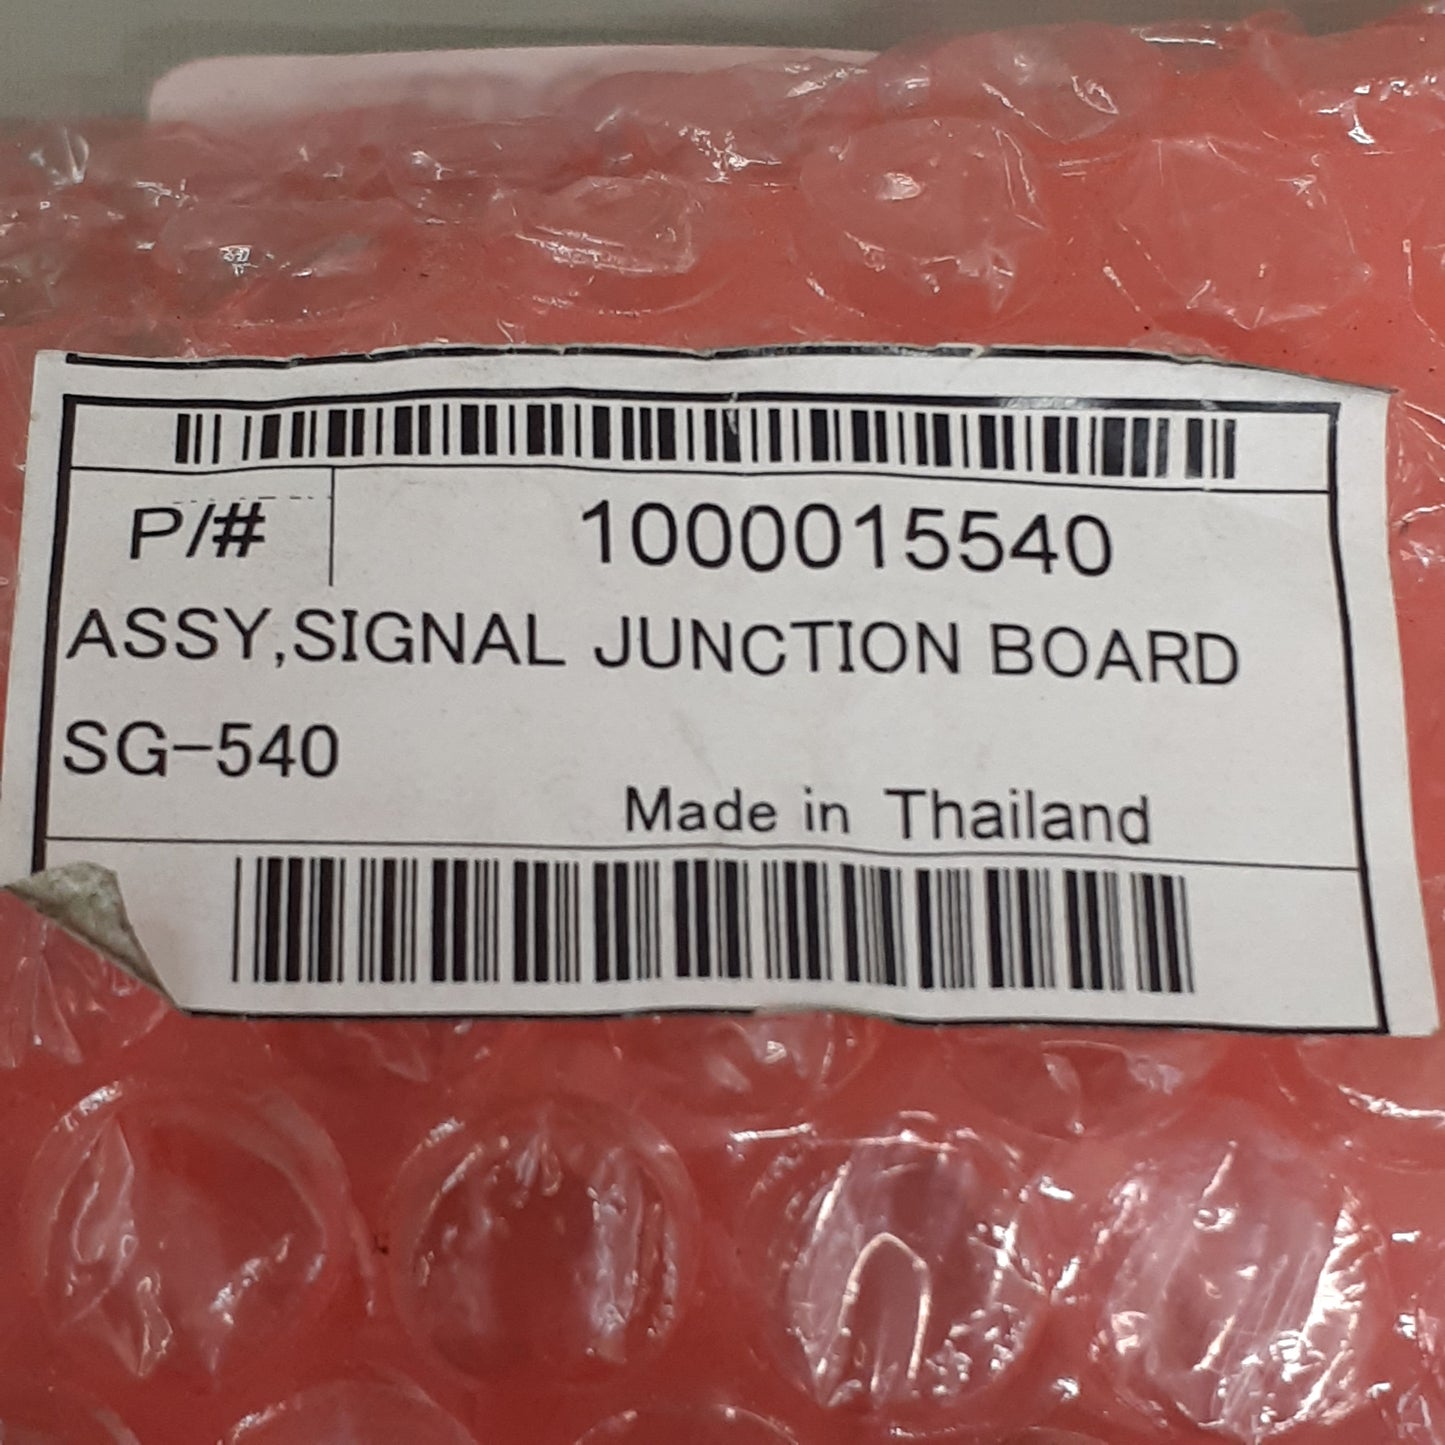 P/# 1000015540
ASSY,SIGNAL JUNCTION BOARD
SG-540
Made in Thailand